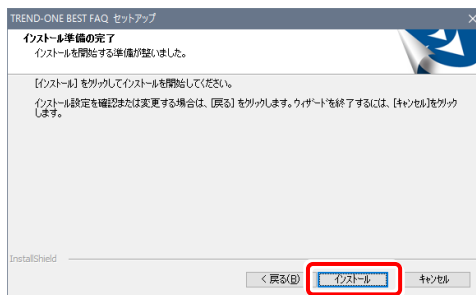 TREND-ONE BEST FAQ セットアップ
インストール準備の完了
インストールを開始する準備が整いました。
[インストール] をクリックしてインストールを開始してください。
インストール設定を確認または変更する場合は、[戻る] をクリックします。ウィザードを終了するには、[キャンセル]をクリック
します。
InstallShield
< 戻る(B)
インストール
キャンセル